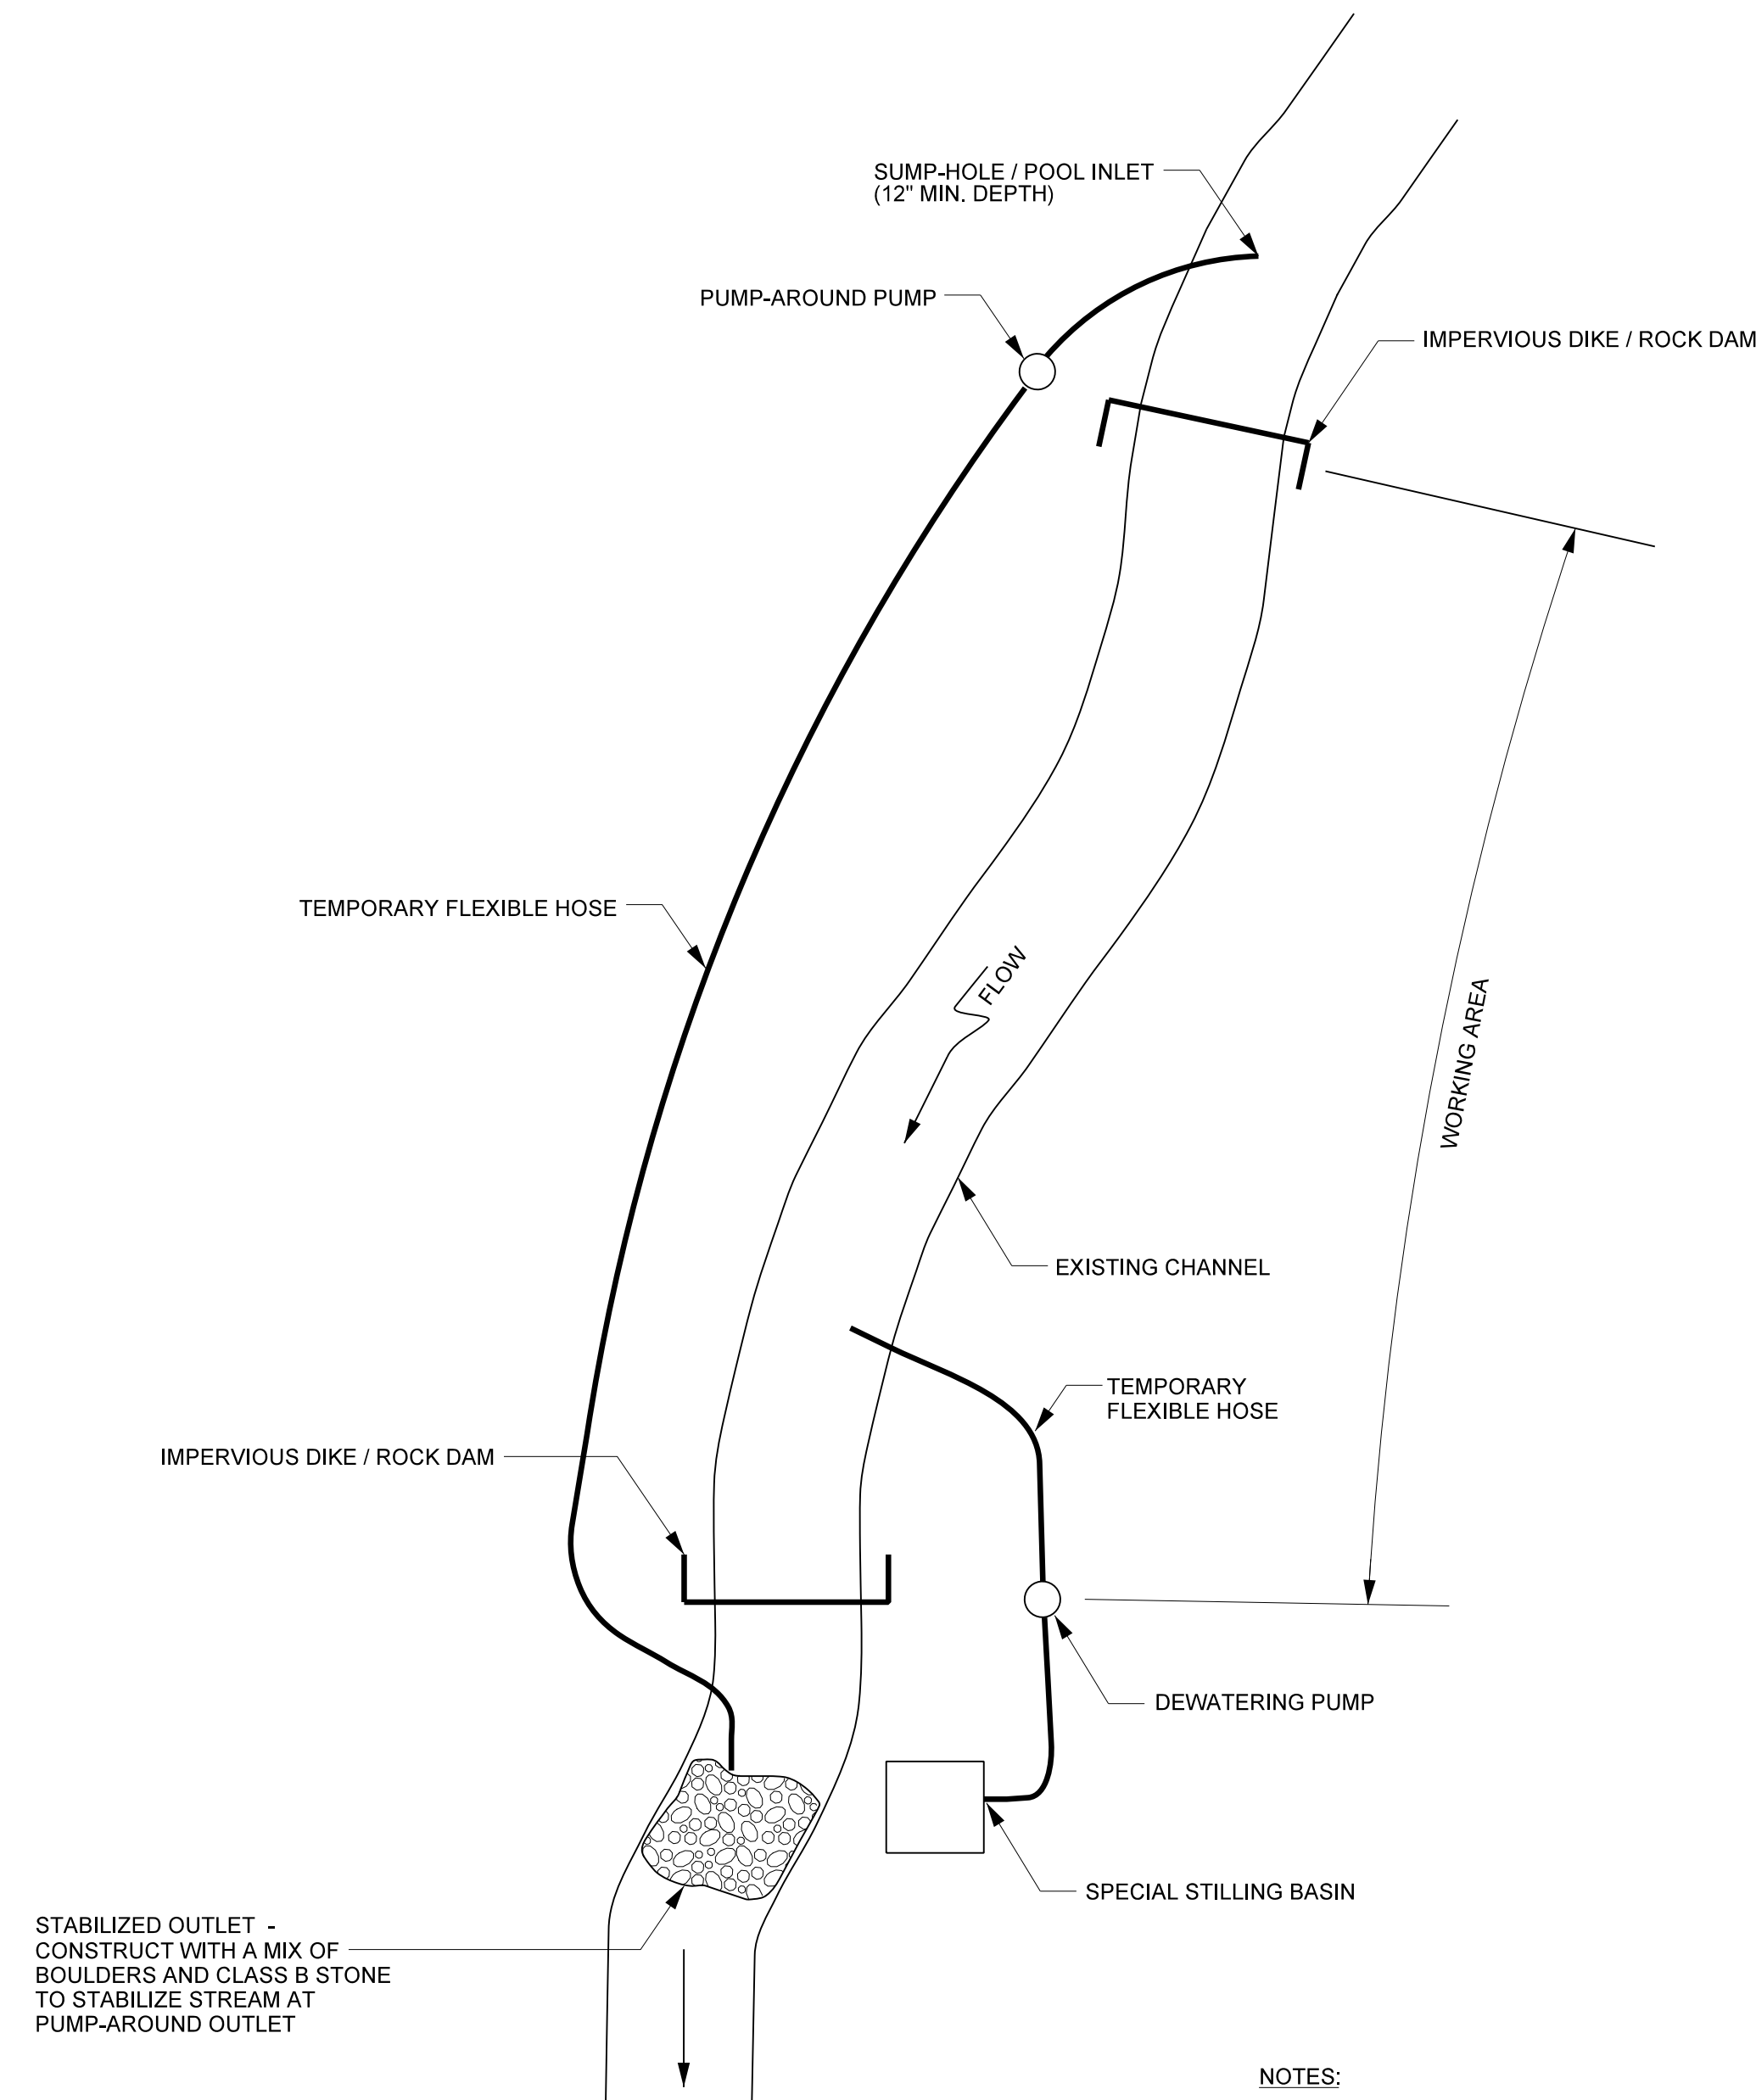 SUMP-HOLE / POOL INLET
(12" MIN. DEPTH)
PUMP-AROUND PUMP
IMPERVIOUS DIKE / ROCK DAM
TEMPORARY FLEXIBLE HOSE
FLOW
WORKING AREA
EXISTING CHANNEL
TEMPORARY
FLEXIBLE HOSE
IMPERVIOUS DIKE / ROCK DAM
DEWATERING PUMP
SPECIAL STILLING BASIN
STABILIZED OUTLET -
CONSTRUCT WITH A MIX OF
BOULDERS AND CLASS B STONE
TO STABILIZE STREAM AT
PUMP-AROUND OUTLET
NOTES: